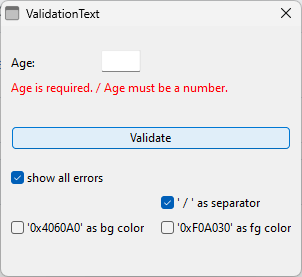 ValidationText
Age:
Age is required. / Age must be a number.
Validate
show all errors
' / ' as separator
'0x4060A0' as bg color '0xF0A030' as fg color